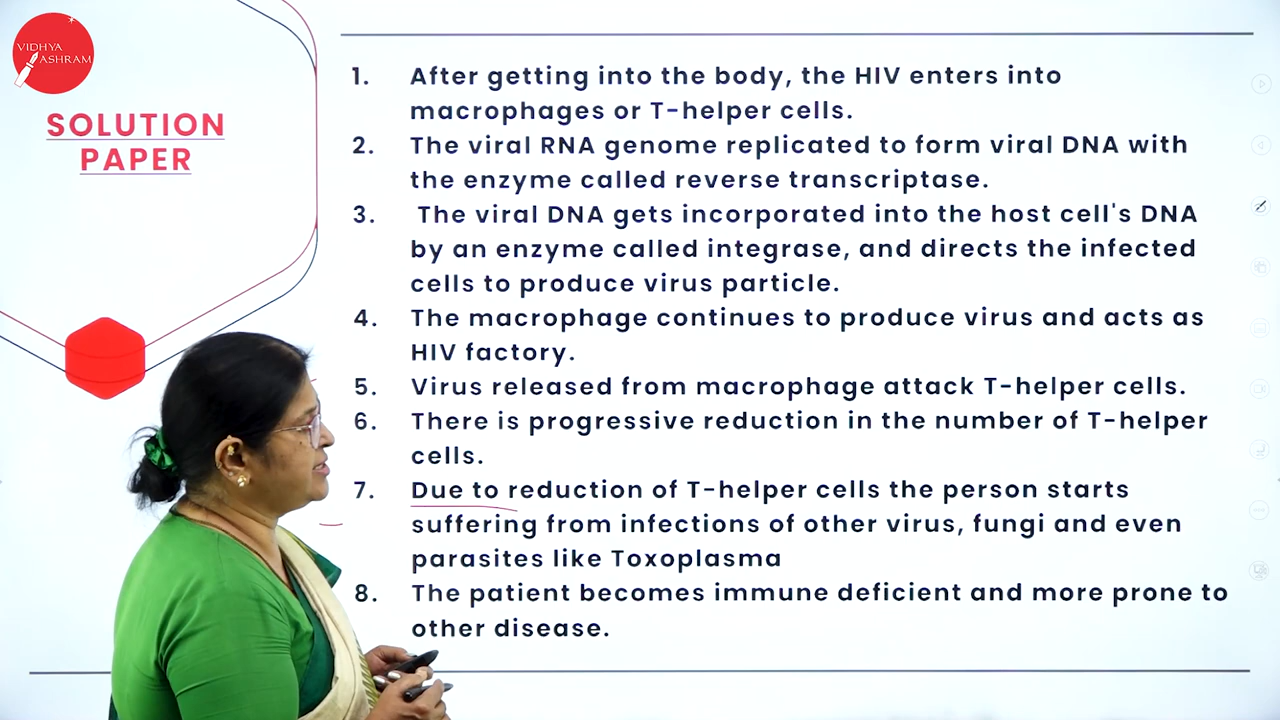 VIDHYA
ASHRAM
SOLUTION
PAPER
1. After getting into the body, the HIV enters into
macrophages or T-helper cells.
2. The viral RNA genome replicated to form viral DNA with
the enzyme called reverse transcriptase.
3. The viral DNA gets incorporated into the host cell's DNA
by an enzyme called integrase, and directs the infected
cells to produce virus particle.
4. The macrophage continues to produce virus and acts as
HIV factory.
5. Virus released from macrophage attack T-helper cells.
6. There is progressive reduction in the number of T-helper
cells.
7. Due to reduction of T-helper cells the person starts
suffering from infections of other virus, fungi and even
parasites like Toxoplasma
8. The patient becomes immune deficient and more prone to
other disease.